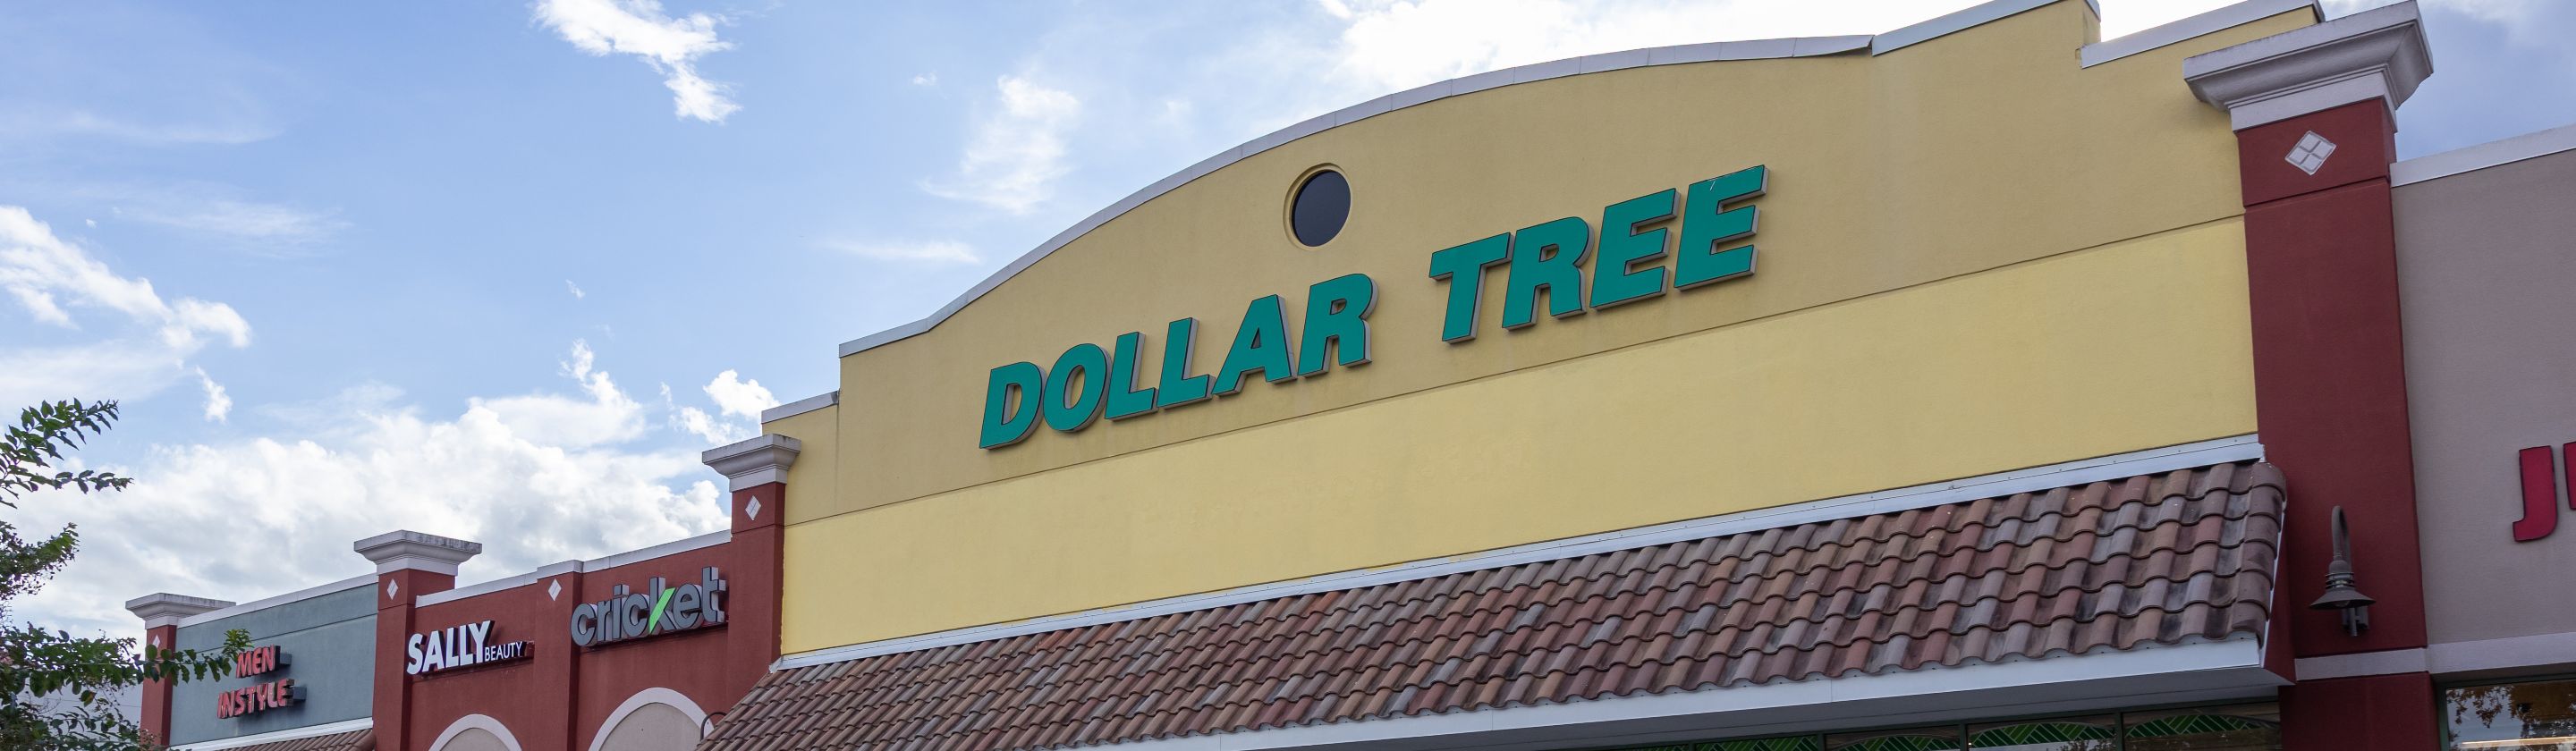 DOLLAR TREE
cricket
SALLY BEAUTY
MEN
INSTYLE